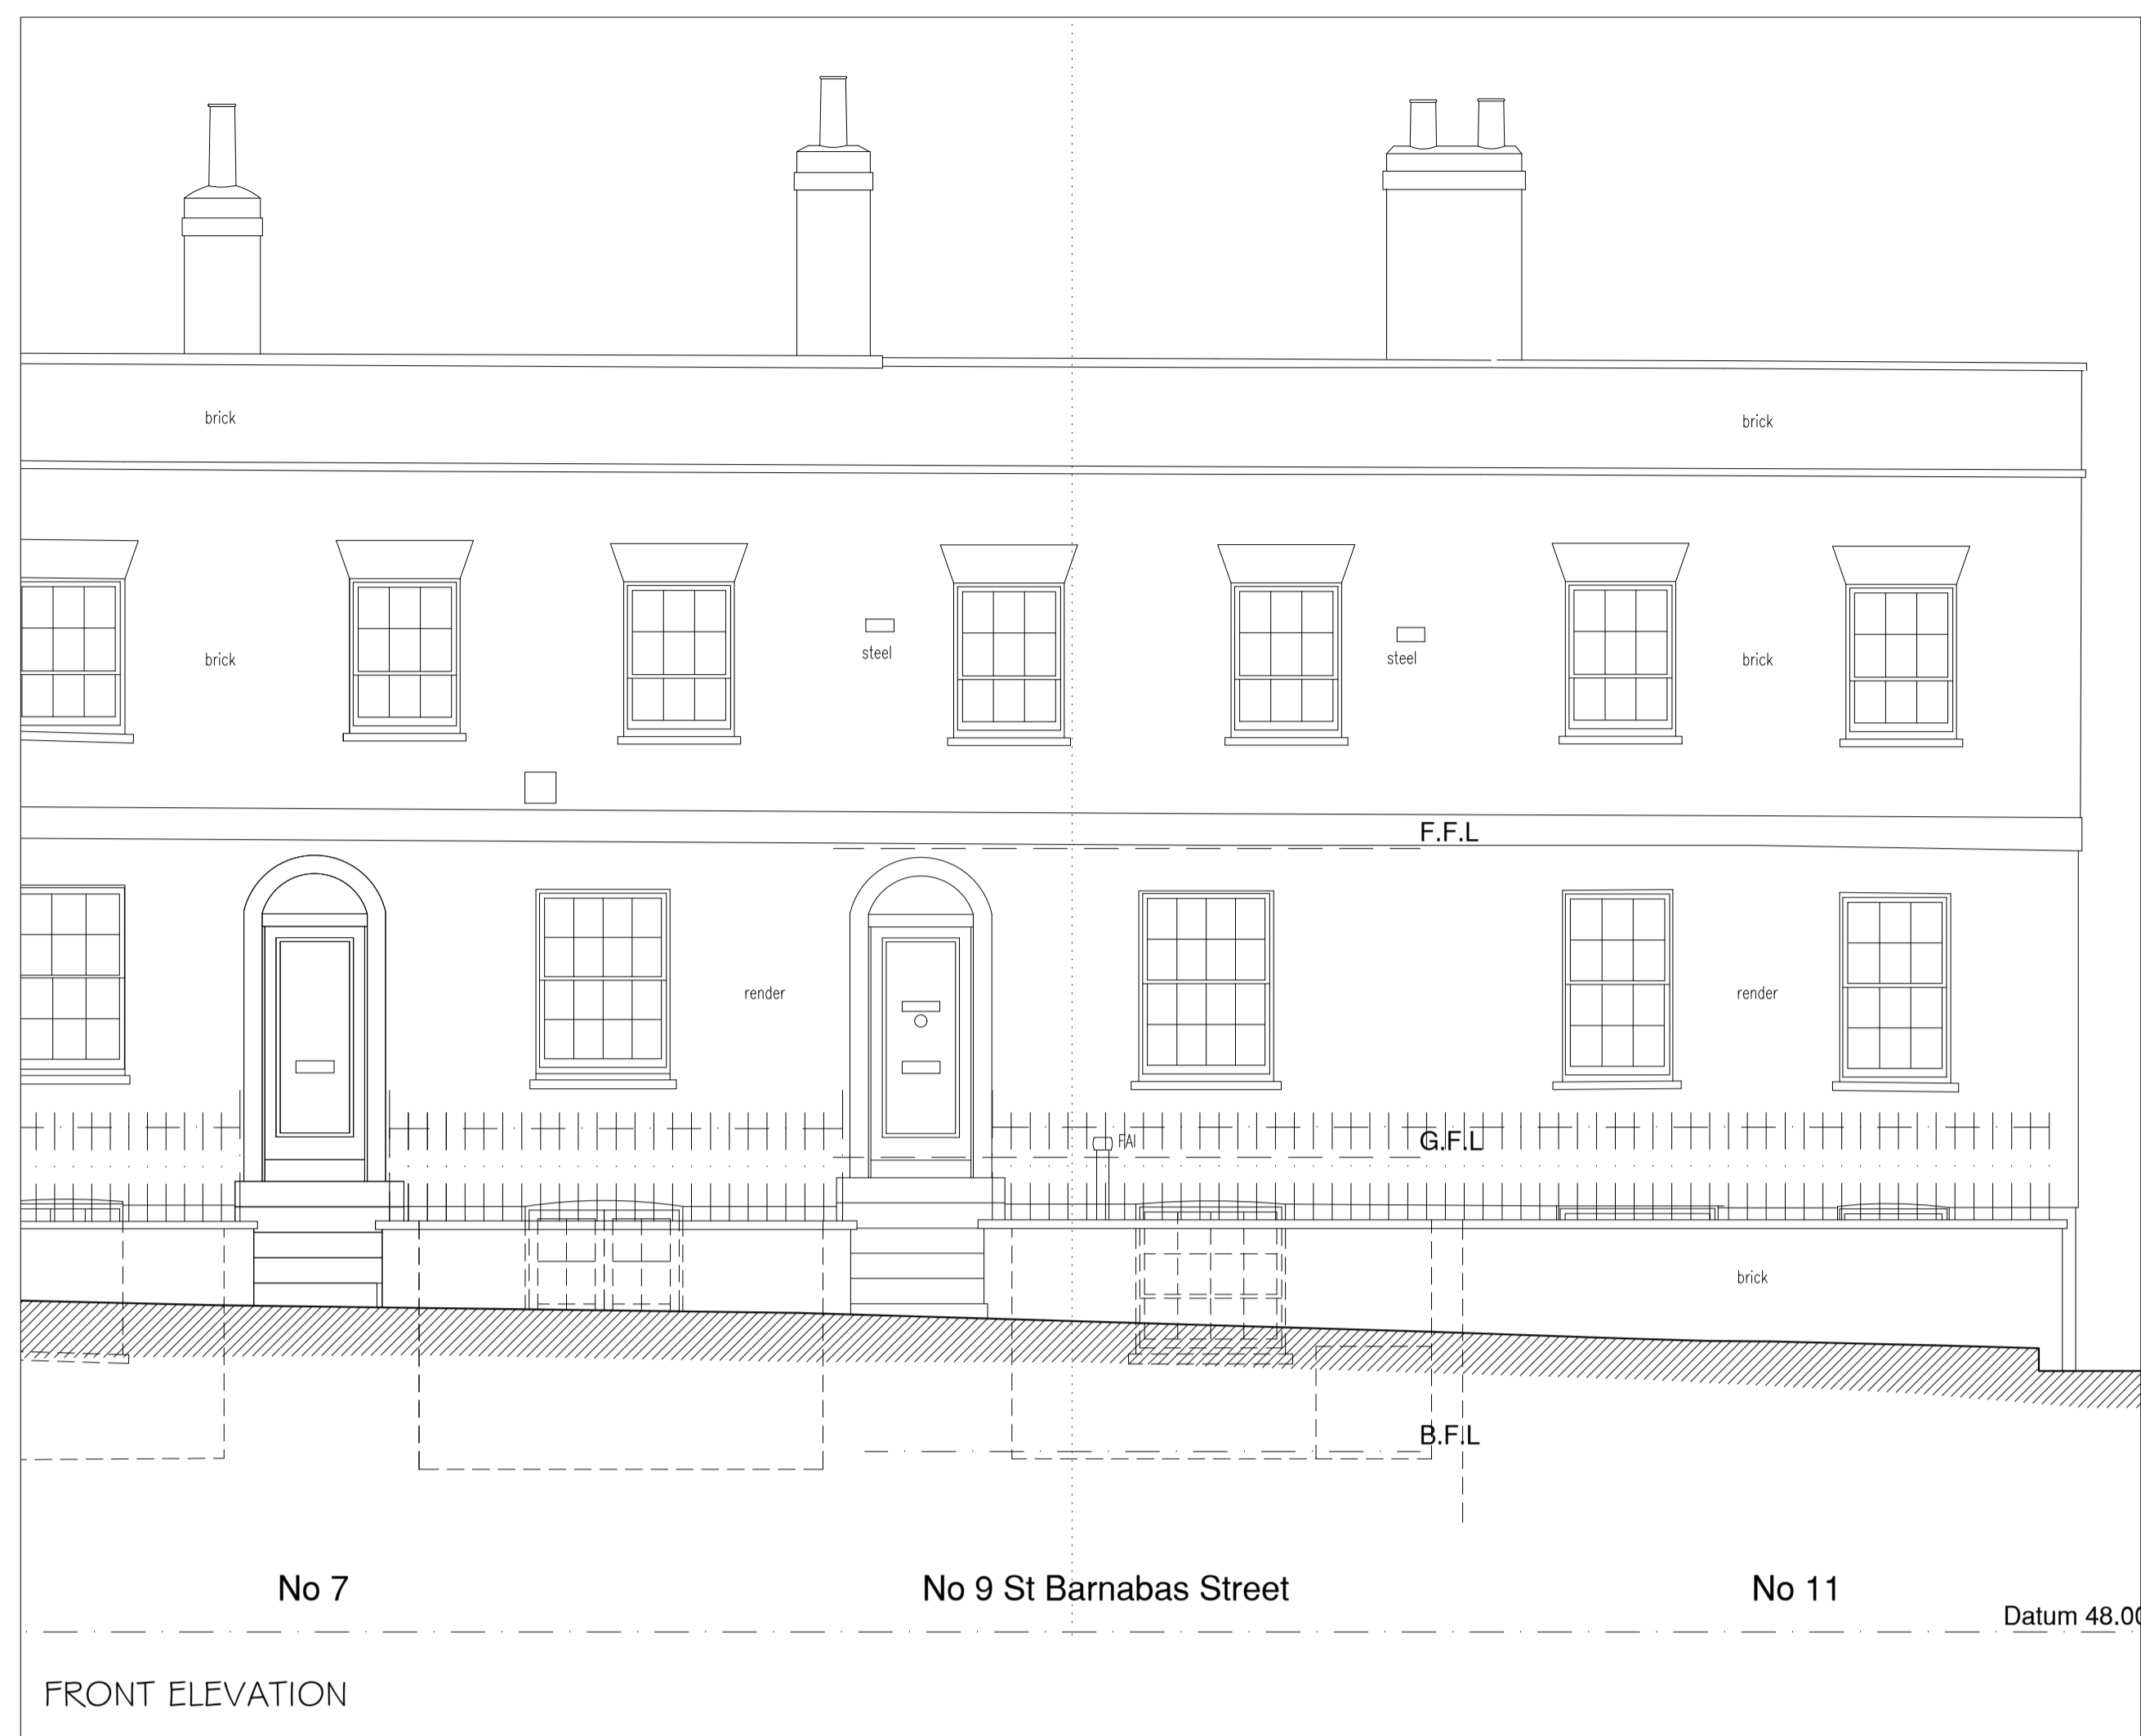 brick
brick
brick
steel
steel
brick
F.F.L
render
render
FAI
G.F.L
brick
B.F.L
No 7
No 9 St Barnabas Street
No 11
Datum 48.00
FRONT ELEVATION